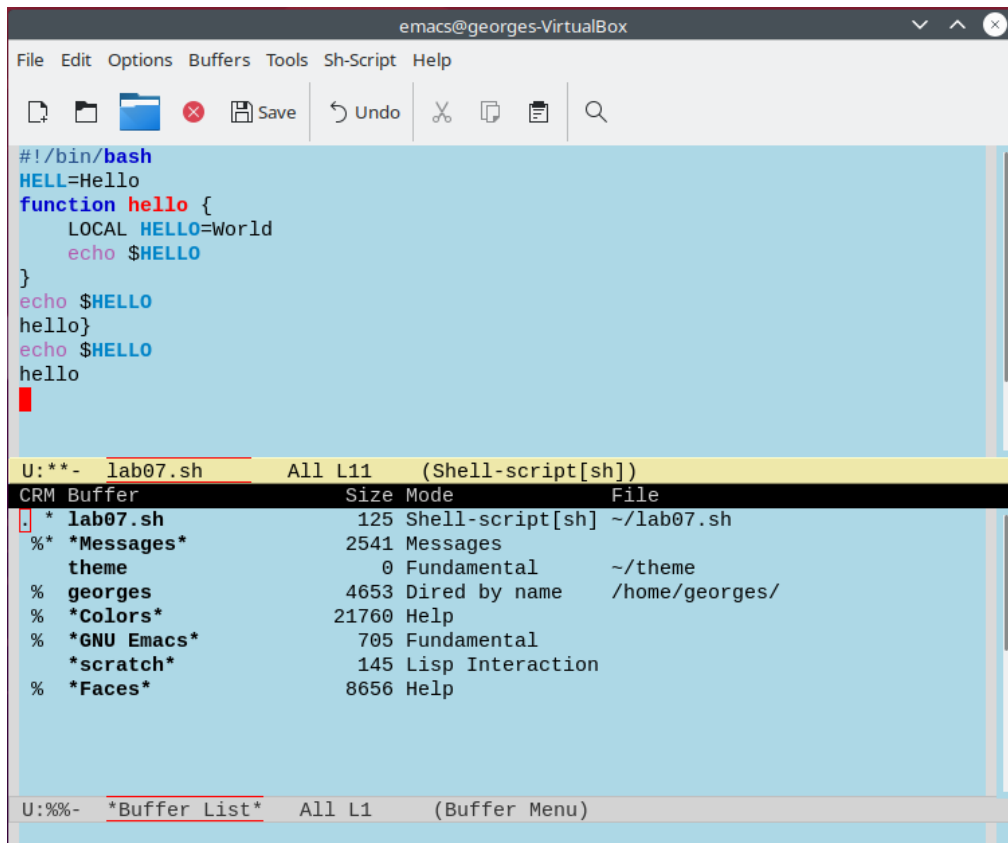 emacs@georges-VirtualBox
File Edit Options Buffers Tools Sh-Script Help
Save Undo
#!/bin/bash
HELL=Hello
function hello {
    LOCAL HELLO=World
    echo $HELLO
}
echo $HELLO
hello}
echo $HELLO
hello
U:**-  lab07.sh       All L11    (Shell-script[sh])
CRM Buffer                 Size Mode             File
. * lab07.sh                125 Shell-script[sh] ~/lab07.sh
 %* *Messages*             2541 Messages
    theme                     0 Fundamental      ~/theme
 %  georges                4653 Dired by name    /home/georges/
 %  *Colors*              21760 Help
 %  *GNU Emacs*             705 Fundamental
    *scratch*               145 Lisp Interaction
 %  *Faces*                8656 Help
U:%%-  *Buffer List*   All L1     (Buffer Menu)